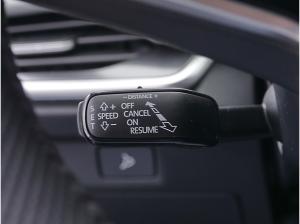 − DISTANCE +
S ⇧+ OFF
E SPEED CANCEL
T ⇩− ON
RESUME